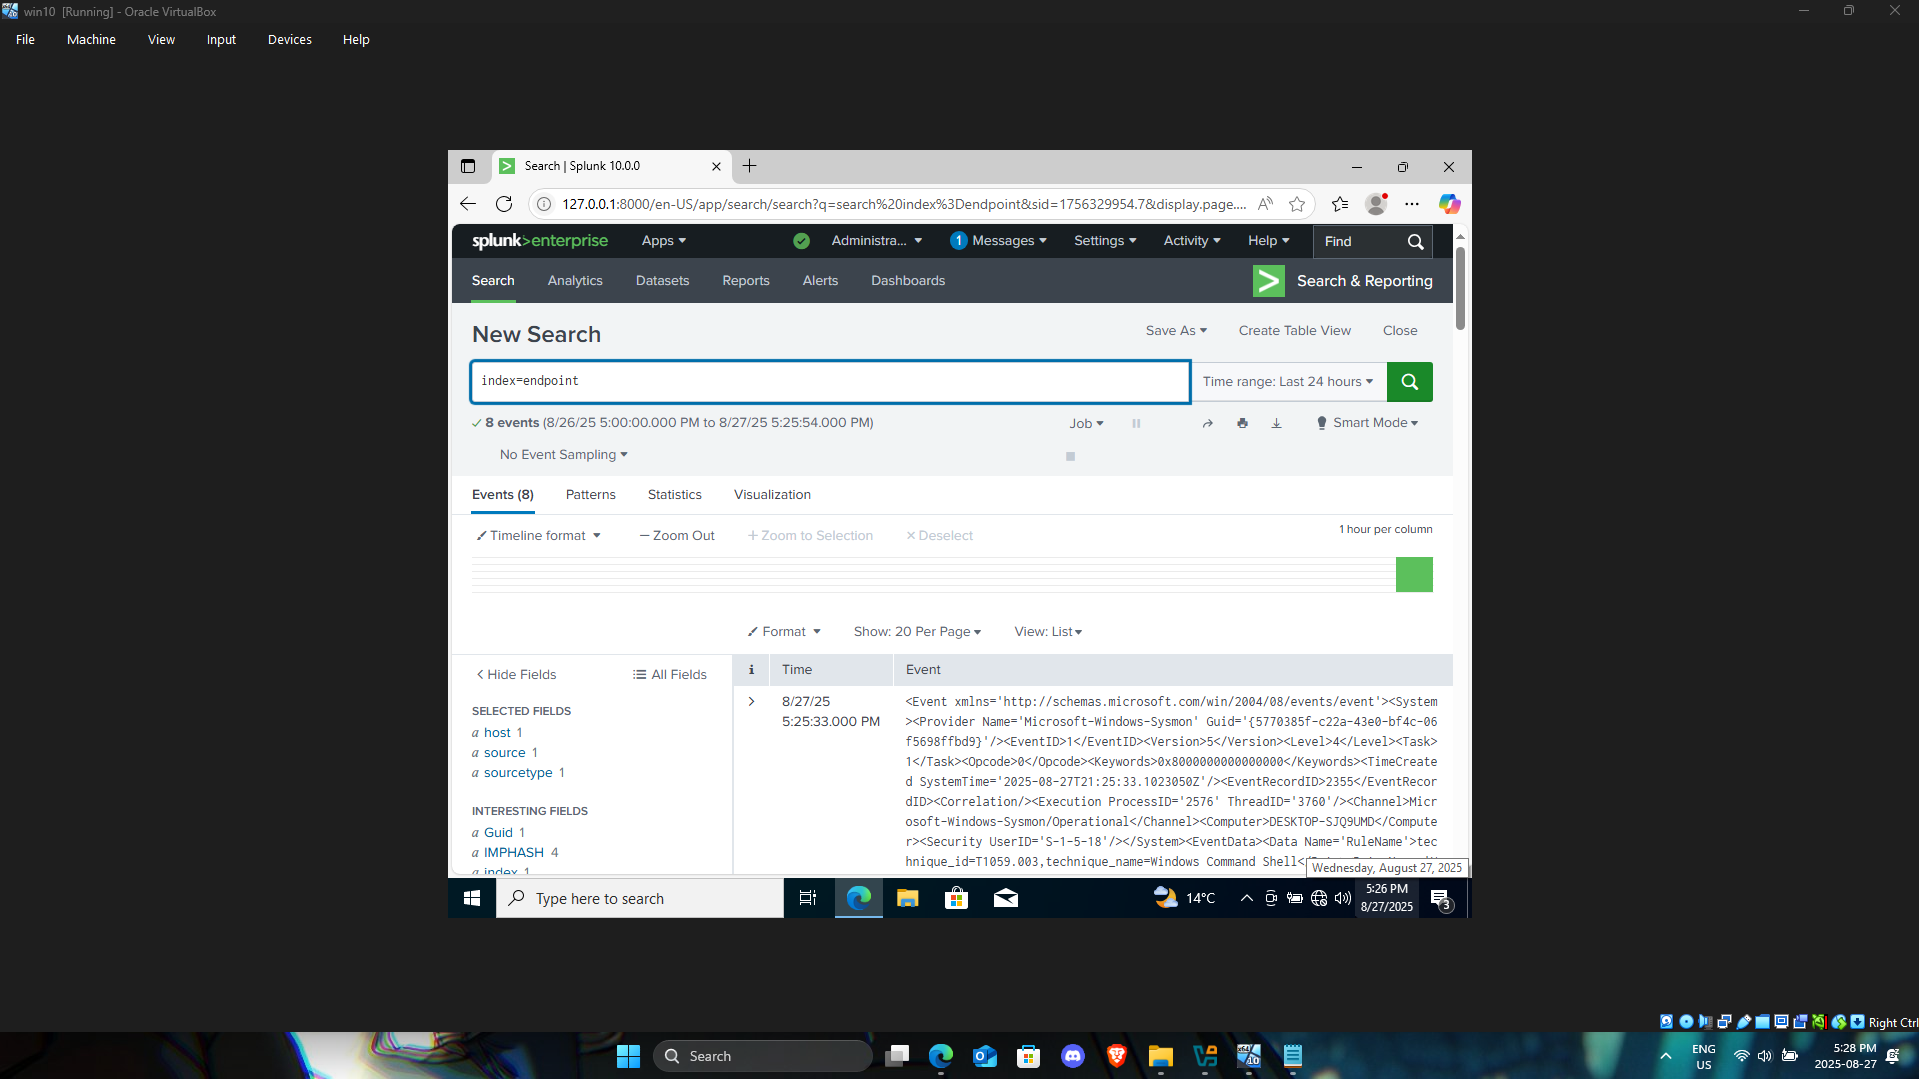 win10 [Running] - Oracle VirtualBox
File Machine View Input Devices Help
Search | Splunk 10.0.0
127.0.0.1:8000/en-US/app/search/search?q=search%20index%3Dendpoint&sid=1756329954.7&display.page....
splunk>enterprise Apps Administra... 1 Messages Settings Activity Help Find
Search Analytics Datasets Reports Alerts Dashboards Search & Reporting
New Search Save As Create Table View Close
index=endpoint Time range: Last 24 hours
8 events (8/26/25 5:00:00.000 PM to 8/27/25 5:25:54.000 PM) Job Smart Mode
No Event Sampling
Events (8) Patterns Statistics Visualization
Timeline format — Zoom Out + Zoom to Selection × Deselect 1 hour per column
Format Show: 20 Per Page View: List
Hide Fields All Fields i Time Event
SELECTED FIELDS
a host 1
a source 1
a sourcetype 1
INTERESTING FIELDS
a Guid 1
a IMPHASH 4
a index 1
8/27/25
5:25:33.000 PM
<Event xmlns='http://schemas.microsoft.com/win/2004/08/events/event'><System
><Provider Name='Microsoft-Windows-Sysmon' Guid='{5770385f-c22a-43e0-bf4c-06
f5698ffbd9}'/><EventID>1</EventID><Version>5</Version><Level>4</Level><Task>
1</Task><Opcode>0</Opcode><Keywords>0x8000000000000000</Keywords><TimeCreate
d SystemTime='2025-08-27T21:25:33.1023050Z'/><EventRecordID>2355</EventRecor
dID><Correlation/><Execution ProcessID='2576' ThreadID='3760'/><Channel>Micr
osoft-Windows-Sysmon/Operational</Channel><Computer>DESKTOP-SJQ9UMD</Compute
r><Security UserID='S-1-5-18'/></System><EventData><Data Name='RuleName'>tec
hnique_id=T1059.003,technique_name=Windows Command Shell<
Wednesday, August 27, 2025
Type here to search 14°C 5:26 PM
8/27/2025 3
Right Ctrl
Search ENG
US
5:28 PM
2025-08-27